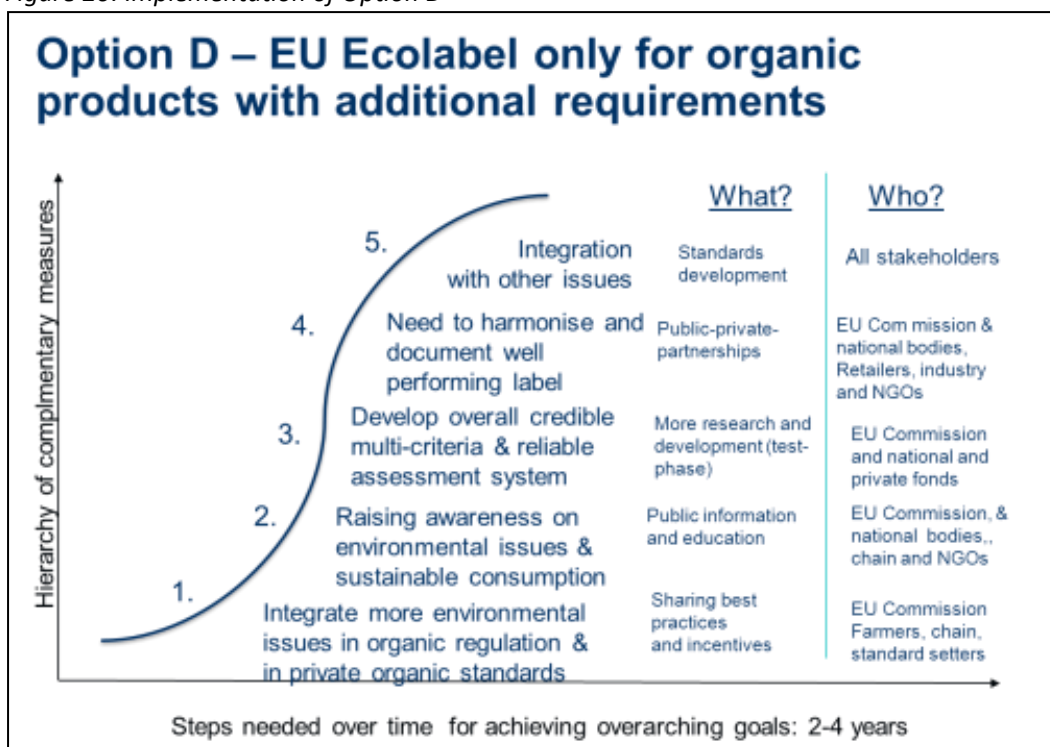 Option D – EU Ecolabel only for organic
products with additional requirements
Hierarchy of complimentary measures
What?
Who?
5.
Integration
with other issues
Standards
development
All stakeholders
4.
Need to harmonise and
document well
performing label
Public-private-
partnerships
EU Com mission &
national bodies,
Retailers, industry
and NGOs
3.
Develop overall credible
multi-criteria & reliable
assessment system
More research and
development (test-
phase)
EU Commission
and national and
private fonds
2.
Raising awareness on
environmental issues &
sustainable consumption
Public information
and education
EU Commission, &
national bodies,,
chain and NGOs
1.
Integrate more environmental
issues in organic regulation &
in private organic standards
Sharing best
practices
and incentives
EU Commission
Farmers, chain,
standard setters
Steps needed over time for achieving overarching goals: 2-4 years